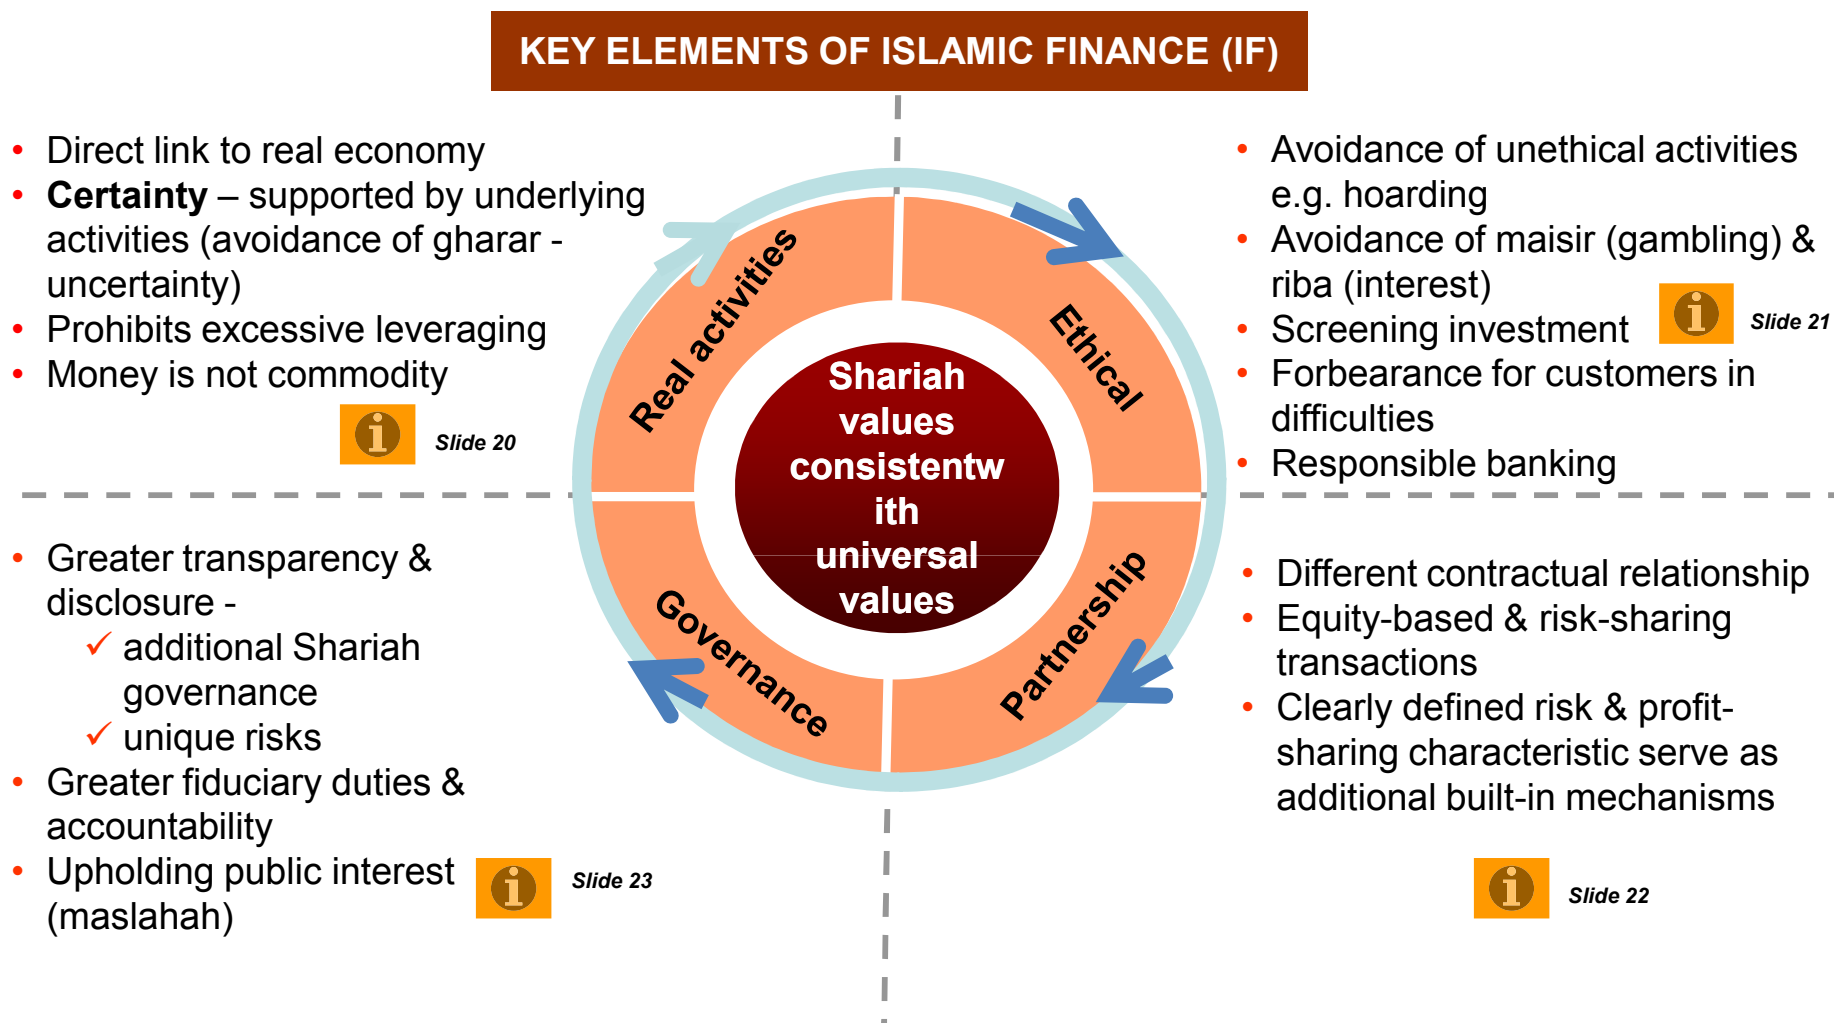 KEY ELEMENTS OF ISLAMIC FINANCE (IF)
• Direct link to real economy
• Certainty – supported by underlying
activities (avoidance of gharar -
uncertainty)
• Prohibits excessive leveraging
• Money is not commodity
i
Slide 20
• Avoidance of unethical activities
e.g. hoarding
• Avoidance of maisir (gambling) &
riba (interest)
• Screening investment
i
Slide 21
• Forbearance for customers in
difficulties
• Responsible banking
Real activities
Ethical
Shariah
values
consistentw
ith
universal
values
Governance
Partnership
• Greater transparency &
disclosure -
✓ additional Shariah
governance
✓ unique risks
• Greater fiduciary duties &
accountability
• Upholding public interest
(maslahah)
i
Slide 23
• Different contractual relationship
• Equity-based & risk-sharing
transactions
• Clearly defined risk & profit-
sharing characteristic serve as
additional built-in mechanisms
i
Slide 22